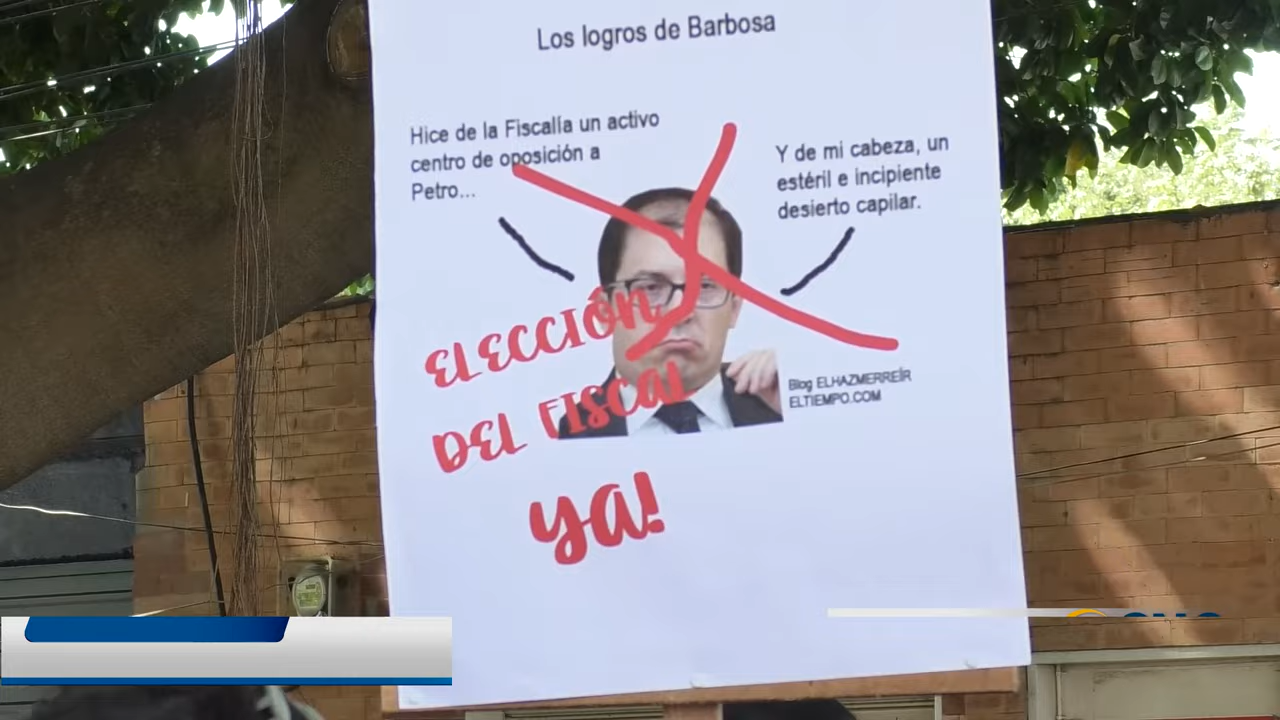 Los logros de Barbosa
Hice de la Fiscalía un activo
centro de oposición a
Petro...
Y de mi cabeza, un
estéril e incipiente
desierto capilar.
ELECCIÓN
DEL FISCAL
ya!
Blog ELHAZMERREÍR
ELTIEMPO.COM